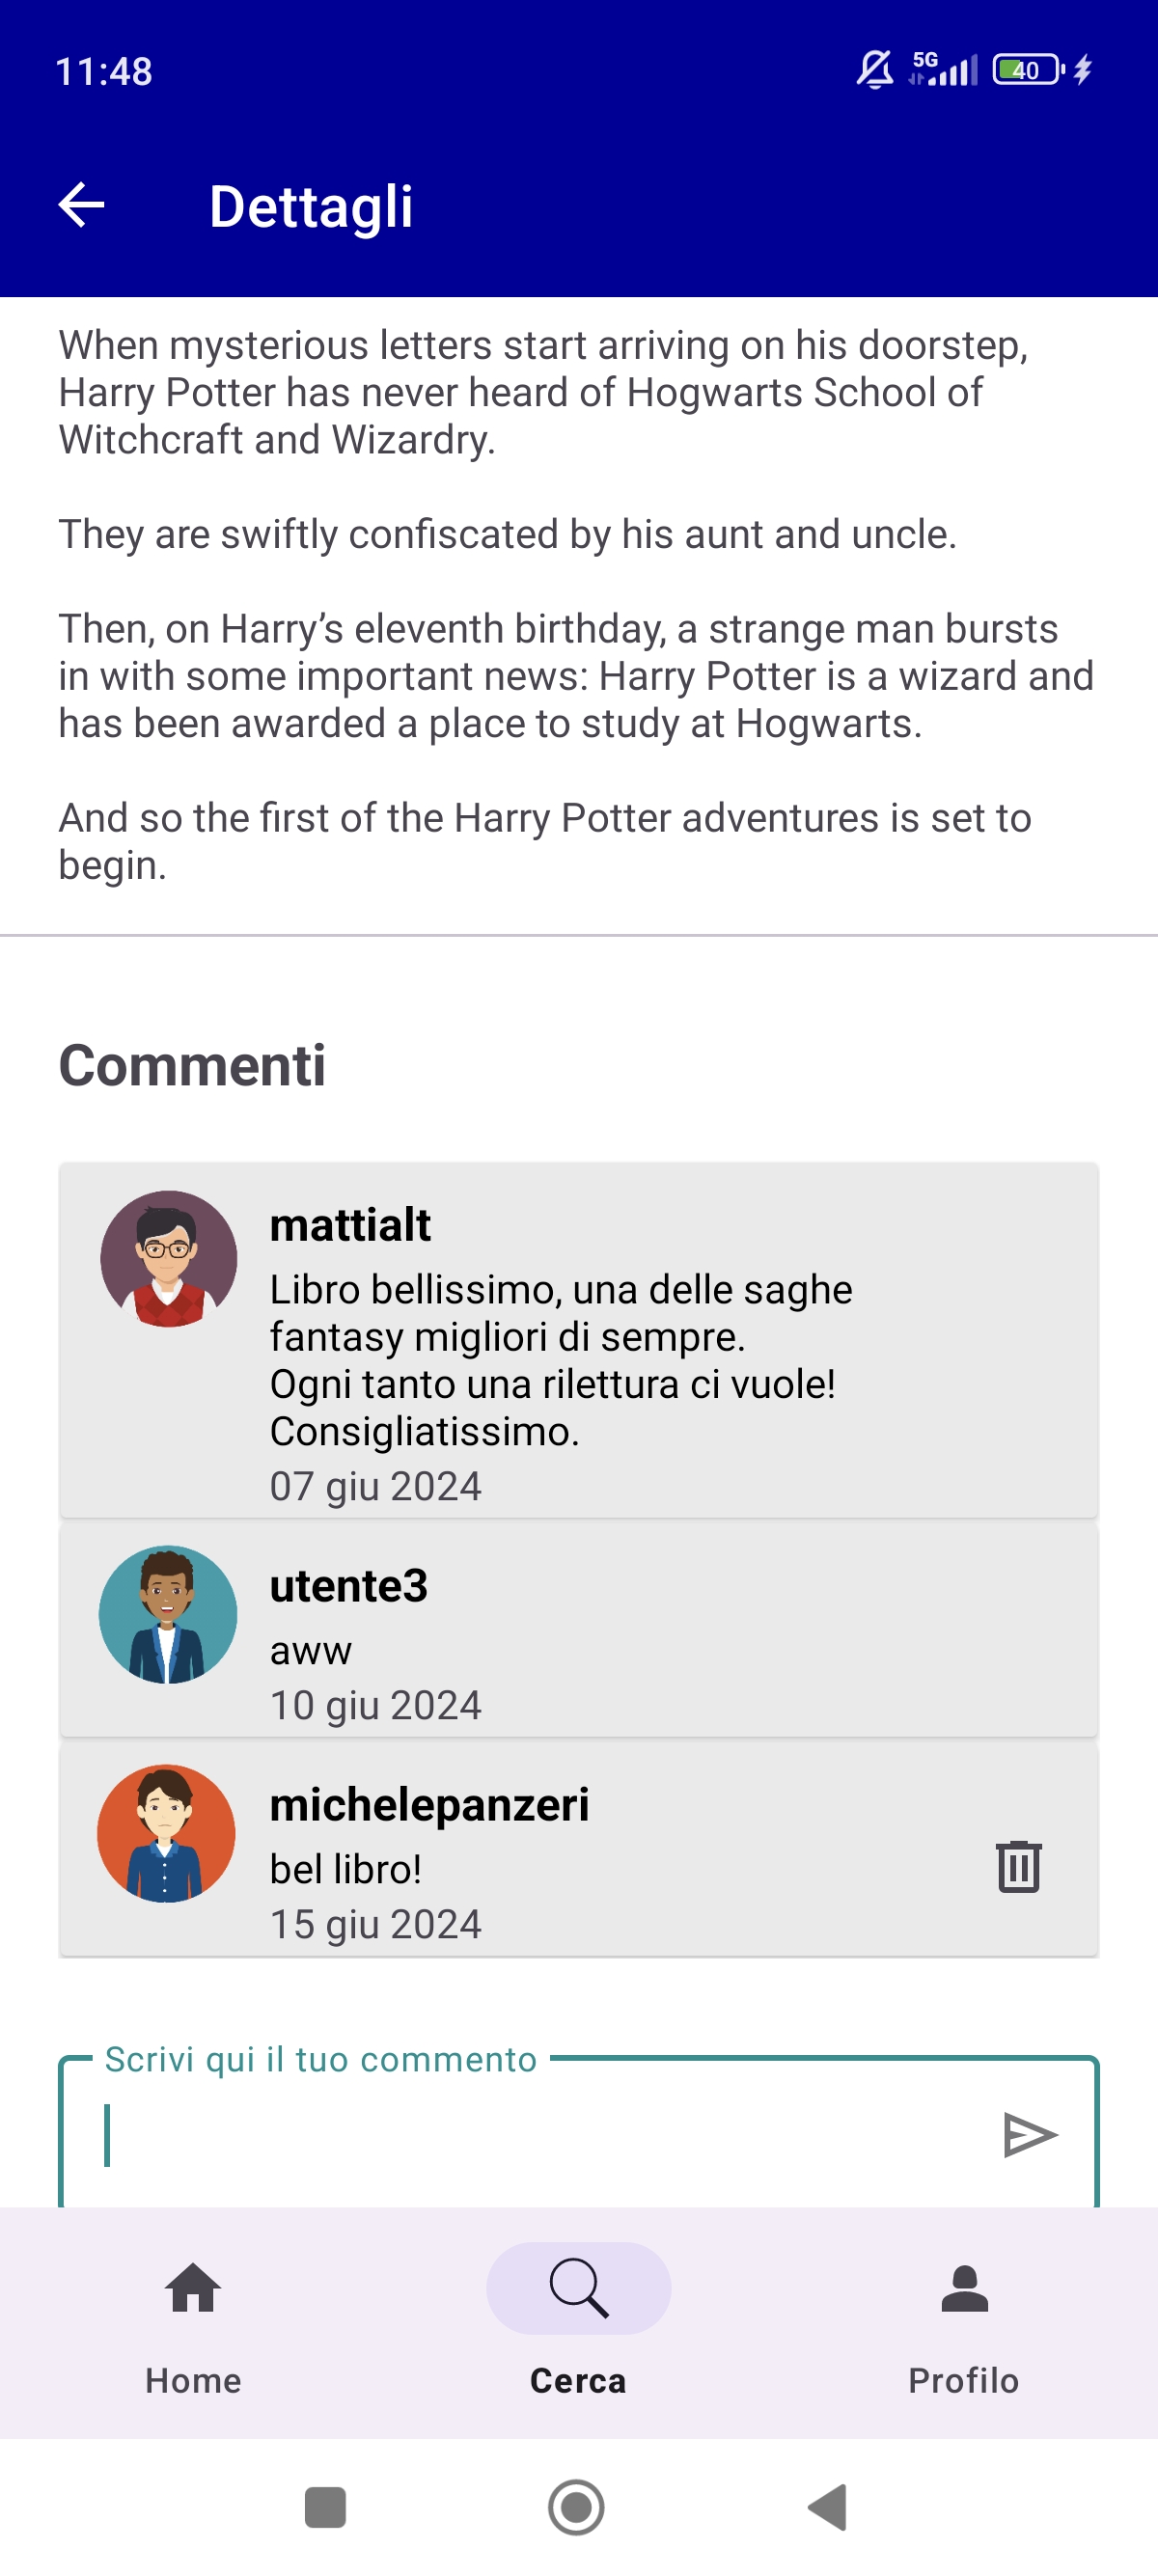 11:48
5G
40
Dettagli
When mysterious letters start arriving on his doorstep,
Harry Potter has never heard of Hogwarts School of
Witchcraft and Wizardry.
They are swiftly confiscated by his aunt and uncle.
Then, on Harry’s eleventh birthday, a strange man bursts
in with some important news: Harry Potter is a wizard and
has been awarded a place to study at Hogwarts.
And so the first of the Harry Potter adventures is set to
begin.
Commenti
mattialt
Libro bellissimo, una delle saghe
fantasy migliori di sempre.
Ogni tanto una rilettura ci vuole!
Consigliatissimo.
07 giu 2024
utente3
aww
10 giu 2024
michelepanzeri
bel libro!
15 giu 2024
Scrivi qui il tuo commento
Home
Cerca
Profilo